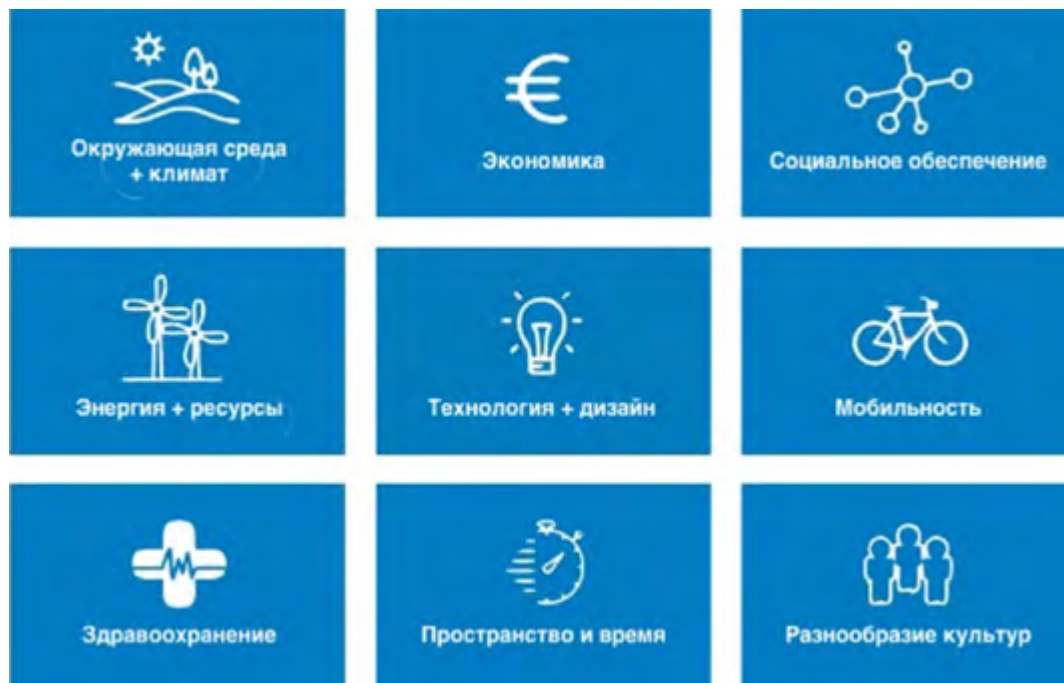 Окружающая среда
+ климат
Экономика
Социальное обеспечение
Энергия + ресурсы
Технология + дизайн
Мобильность
Здравоохранение
Пространство и время
Разнообразие культур